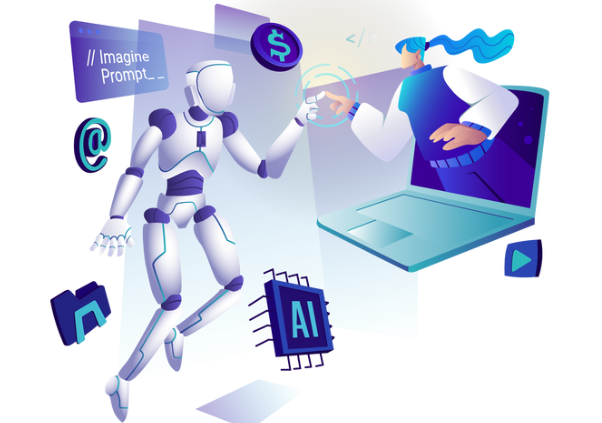 // Imagine
Prompt_ _
$
</>
@
AI